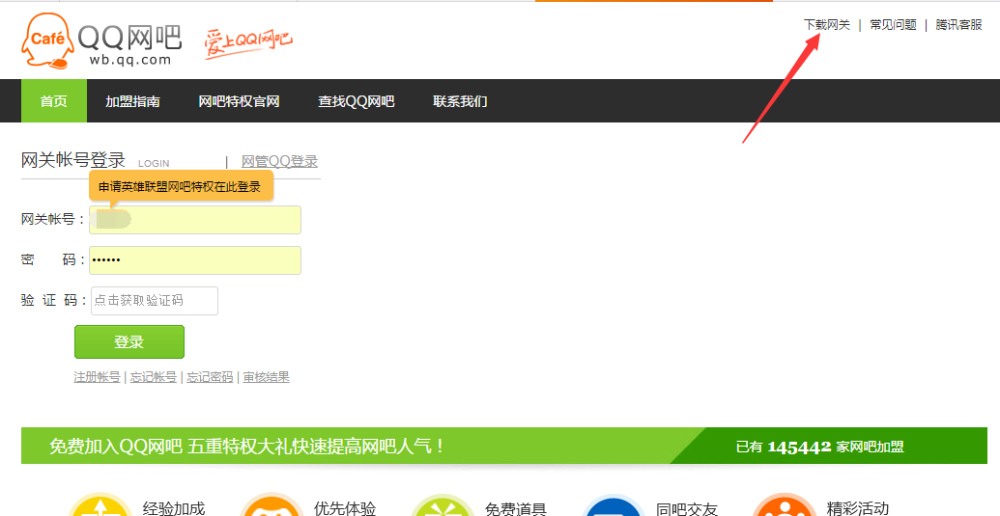 Café QQ网吧 爱上QQ网吧
wb.qq.com
下载网关 | 常见问题 | 腾讯客服
首页 加盟指南 网吧特权官网 查找QQ网吧 联系我们
网关帐号登录 LOGIN | 网管QQ登录
申请英雄联盟网吧特权在此登录
网关帐号：
密 码：••••••
验 证 码：点击获取验证码
登录
注册帐号 | 忘记帐号 | 忘记密码 | 审核结果
免费加入QQ网吧 五重特权大礼快速提高网吧人气！ 已有 145442 家网吧加盟
经验加成 优先体验 免费道具 同吧交友 精彩活动